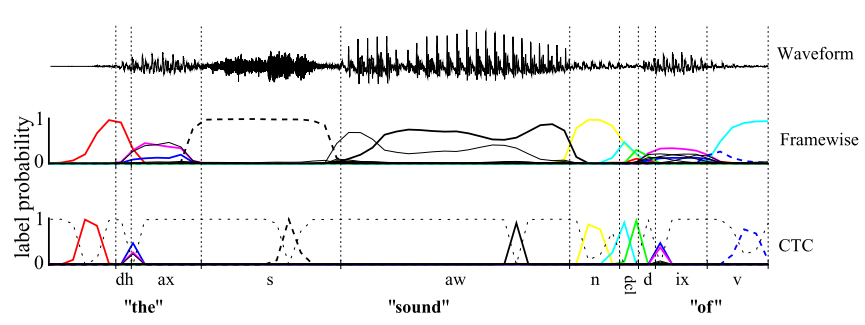 Waveform
label probability
1
Framewise
0
1
CTC
0
dh ax s aw n dcl d ix v
"the" "sound" "of"